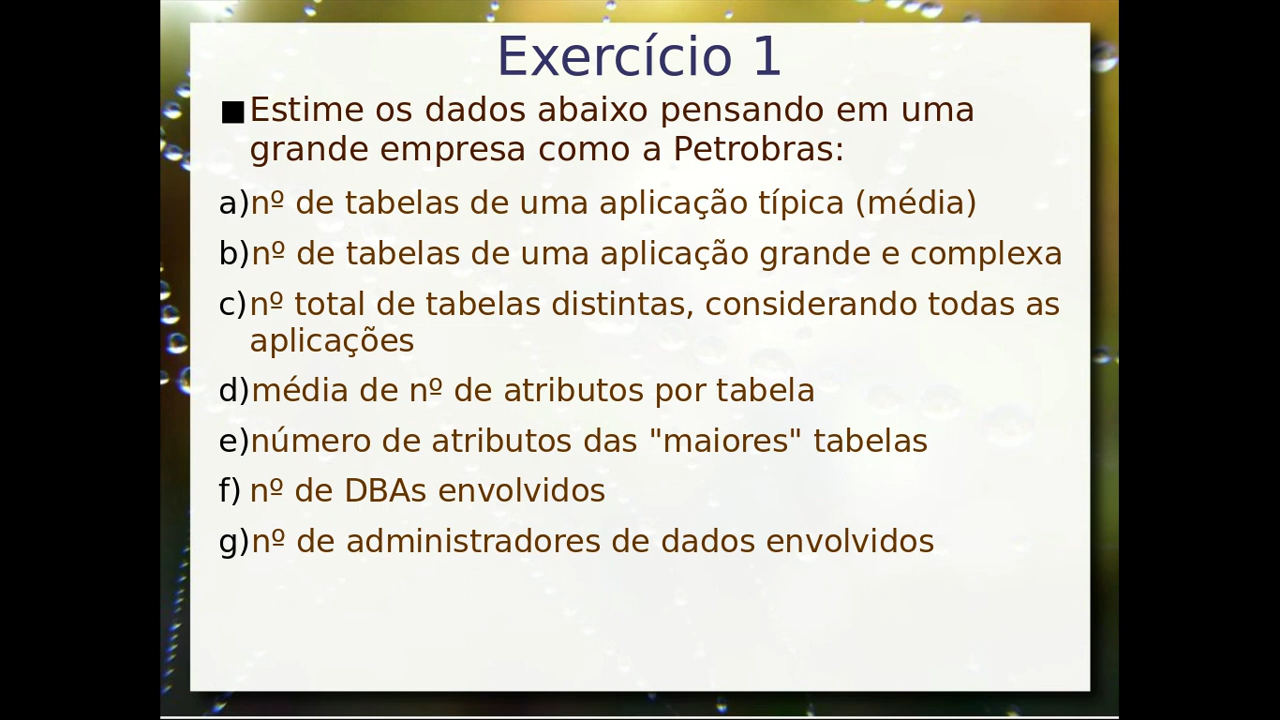 Exercício 1
■Estime os dados abaixo pensando em uma
grande empresa como a Petrobras:
a)nº de tabelas de uma aplicação típica (média)
b)nº de tabelas de uma aplicação grande e complexa
c)nº total de tabelas distintas, considerando todas as
aplicações
d)média de nº de atributos por tabela
e)número de atributos das "maiores" tabelas
f) nº de DBAs envolvidos
g)nº de administradores de dados envolvidos